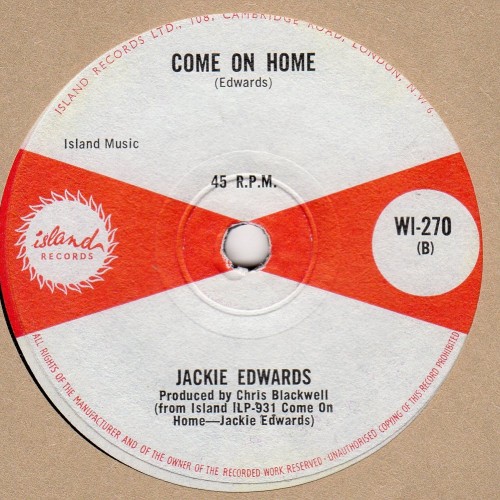 ISLAND RECORDS LTD., 108, CAMBRIDGE ROAD, LONDON, N.W.6
COME ON HOME
(Edwards)
Island Music
45 R.P.M.
island
RECORDS
WI-270
(B)
JACKIE EDWARDS
Produced by Chris Blackwell
(from Island ILP-931 Come On
Home—Jackie Edwards)
ALL RIGHTS OF THE MANUFACTURER AND OF THE OWNER OF THE RECORDED WORK RESERVED · UNAUTHORISED COPYING OF THIS RECORD PROHIBITED